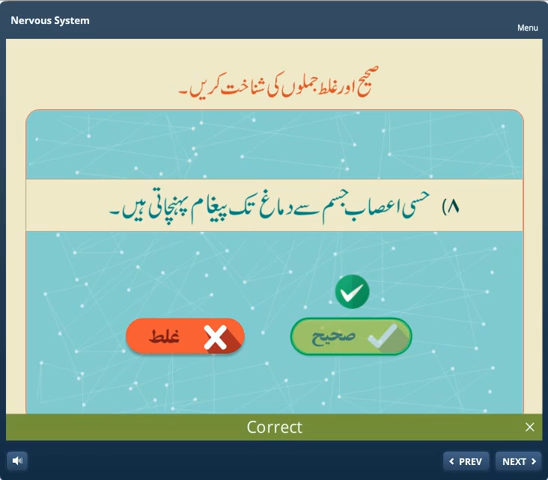 Nervous System
Menu
صحیح اور غلط جملوں کی شناخت کریں۔
۸) حسی اعصاب جسم سے دماغ تک پیغام پہنچاتی ہیں۔
غلط
صحیح
Correct
PREV
NEXT